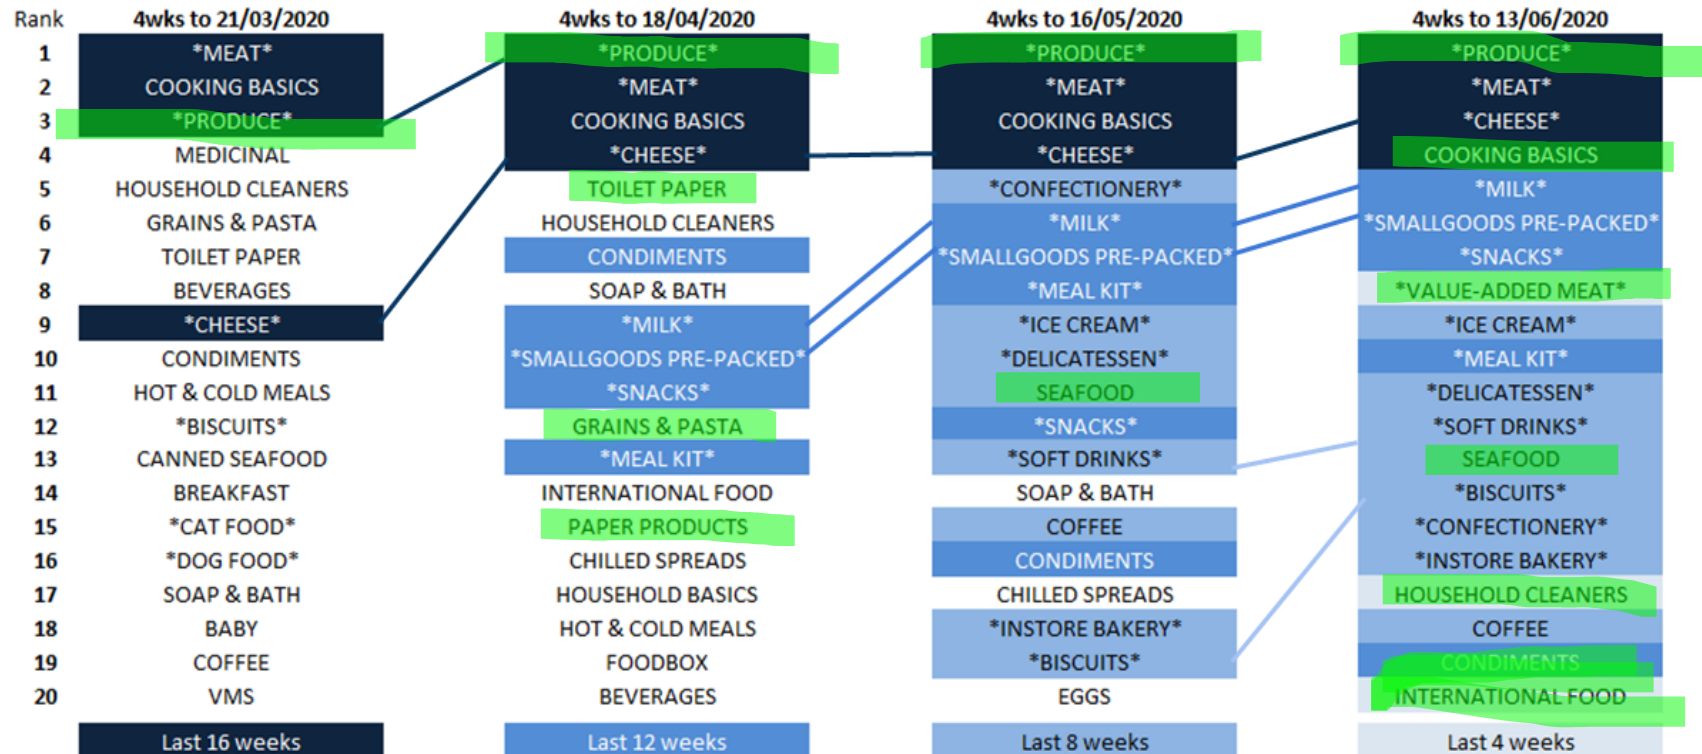 Rank 4wks to 21/03/2020 4wks to 18/04/2020 4wks to 16/05/2020 4wks to 13/06/2020
1 *MEAT* *PRODUCE* *PRODUCE* *PRODUCE*
2 COOKING BASICS *MEAT* *MEAT* *MEAT*
3 *PRODUCE* COOKING BASICS COOKING BASICS *CHEESE*
4 MEDICINAL *CHEESE* *CHEESE* COOKING BASICS
5 HOUSEHOLD CLEANERS TOILET PAPER *CONFECTIONERY* *MILK*
6 GRAINS & PASTA HOUSEHOLD CLEANERS *MILK* *SMALLGOODS PRE-PACKED*
7 TOILET PAPER CONDIMENTS *SMALLGOODS PRE-PACKED* *SNACKS*
8 BEVERAGES SOAP & BATH *MEAL KIT* *VALUE-ADDED MEAT*
9 *CHEESE* *MILK* *ICE CREAM* *ICE CREAM*
10 CONDIMENTS *SMALLGOODS PRE-PACKED* *DELICATESSEN* *MEAL KIT*
11 HOT & COLD MEALS *SNACKS* SEAFOOD *DELICATESSEN*
12 *BISCUITS* GRAINS & PASTA *SNACKS* *SOFT DRINKS*
13 CANNED SEAFOOD *MEAL KIT* *SOFT DRINKS* SEAFOOD
14 BREAKFAST INTERNATIONAL FOOD SOAP & BATH *BISCUITS*
15 *CAT FOOD* PAPER PRODUCTS COFFEE *CONFECTIONERY*
16 *DOG FOOD* CHILLED SPREADS CONDIMENTS *INSTORE BAKERY*
17 SOAP & BATH HOUSEHOLD BASICS CHILLED SPREADS HOUSEHOLD CLEANERS
18 BABY HOT & COLD MEALS *INSTORE BAKERY* COFFEE
19 COFFEE FOODBOX *BISCUITS* CONDIMENTS
20 VMS BEVERAGES EGGS INTERNATIONAL FOOD
Last 16 weeks Last 12 weeks Last 8 weeks Last 4 weeks